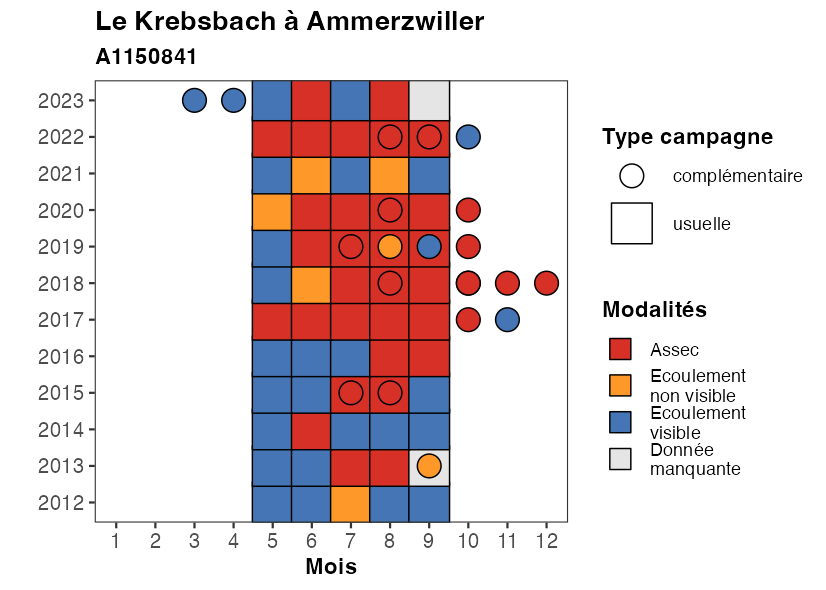 Le Krebsbach à Ammerzwiller
A1150841
2023
2022
2021
2020
2019
2018
2017
2016
2015
2014
2013
2012
1 2 3 4 5 6 7 8 9 10 11 12
Mois
Type campagne
complémentaire
usuelle
Modalités
Assec
Ecoulement
non visible
Ecoulement
visible
Donnée
manquante